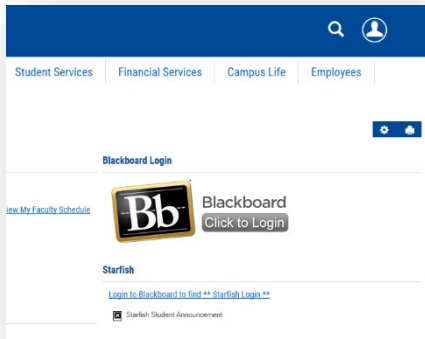 Student Services
Financial Services
Campus Life
Employees
Blackboard Login
iew My Faculty Schedule
Bb
Blackboard
Click to Login
Starfish
Login to Blackboard to find ** Starfish Login **
Starfish Student Announcement